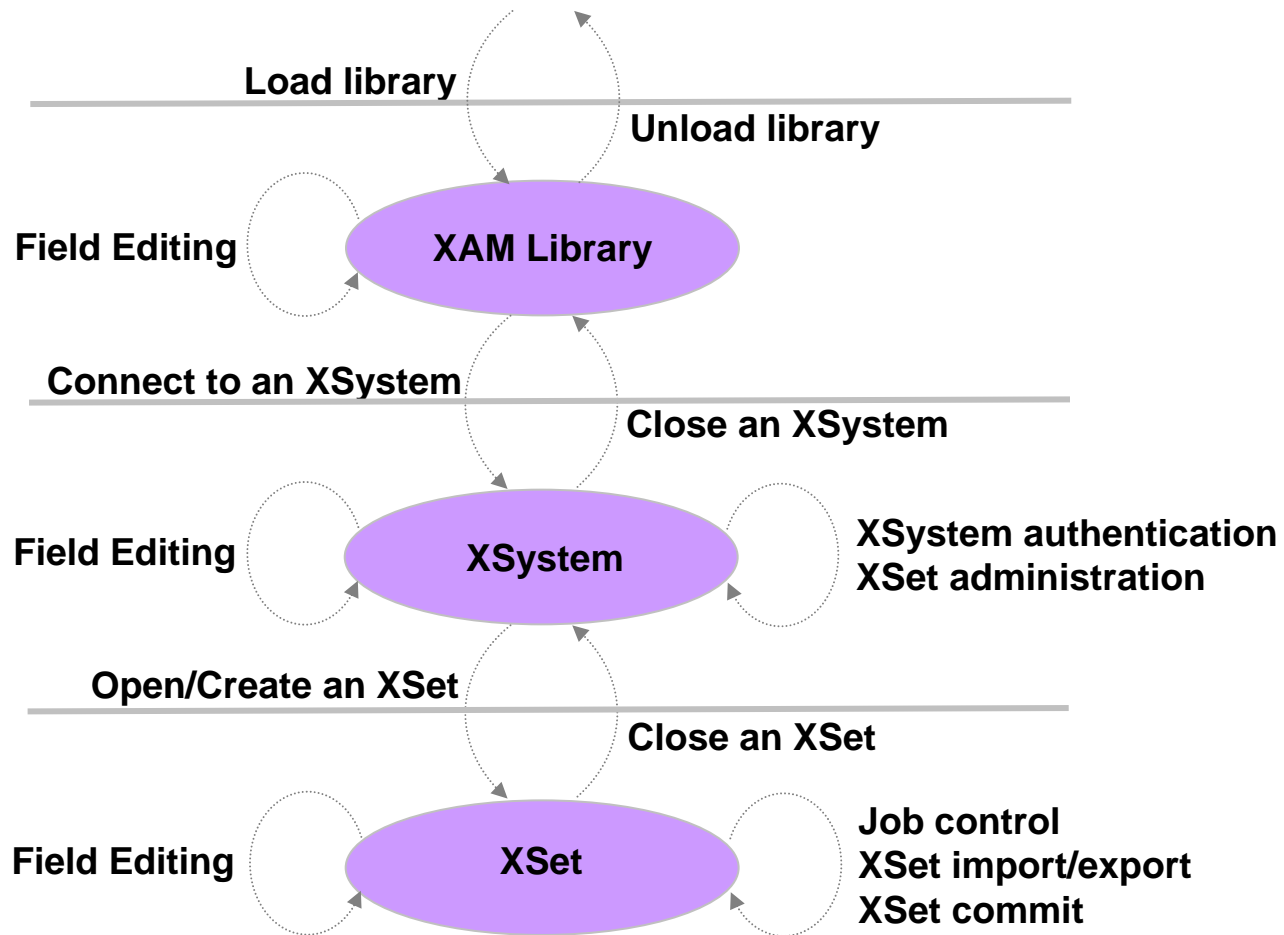 Load library
Unload library
Field Editing
XAM Library
Connect to an XSystem
Close an XSystem
Field Editing
XSystem
XSystem authentication
XSet administration
Open/Create an XSet
Close an XSet
Field Editing
XSet
Job control
XSet import/export
XSet commit